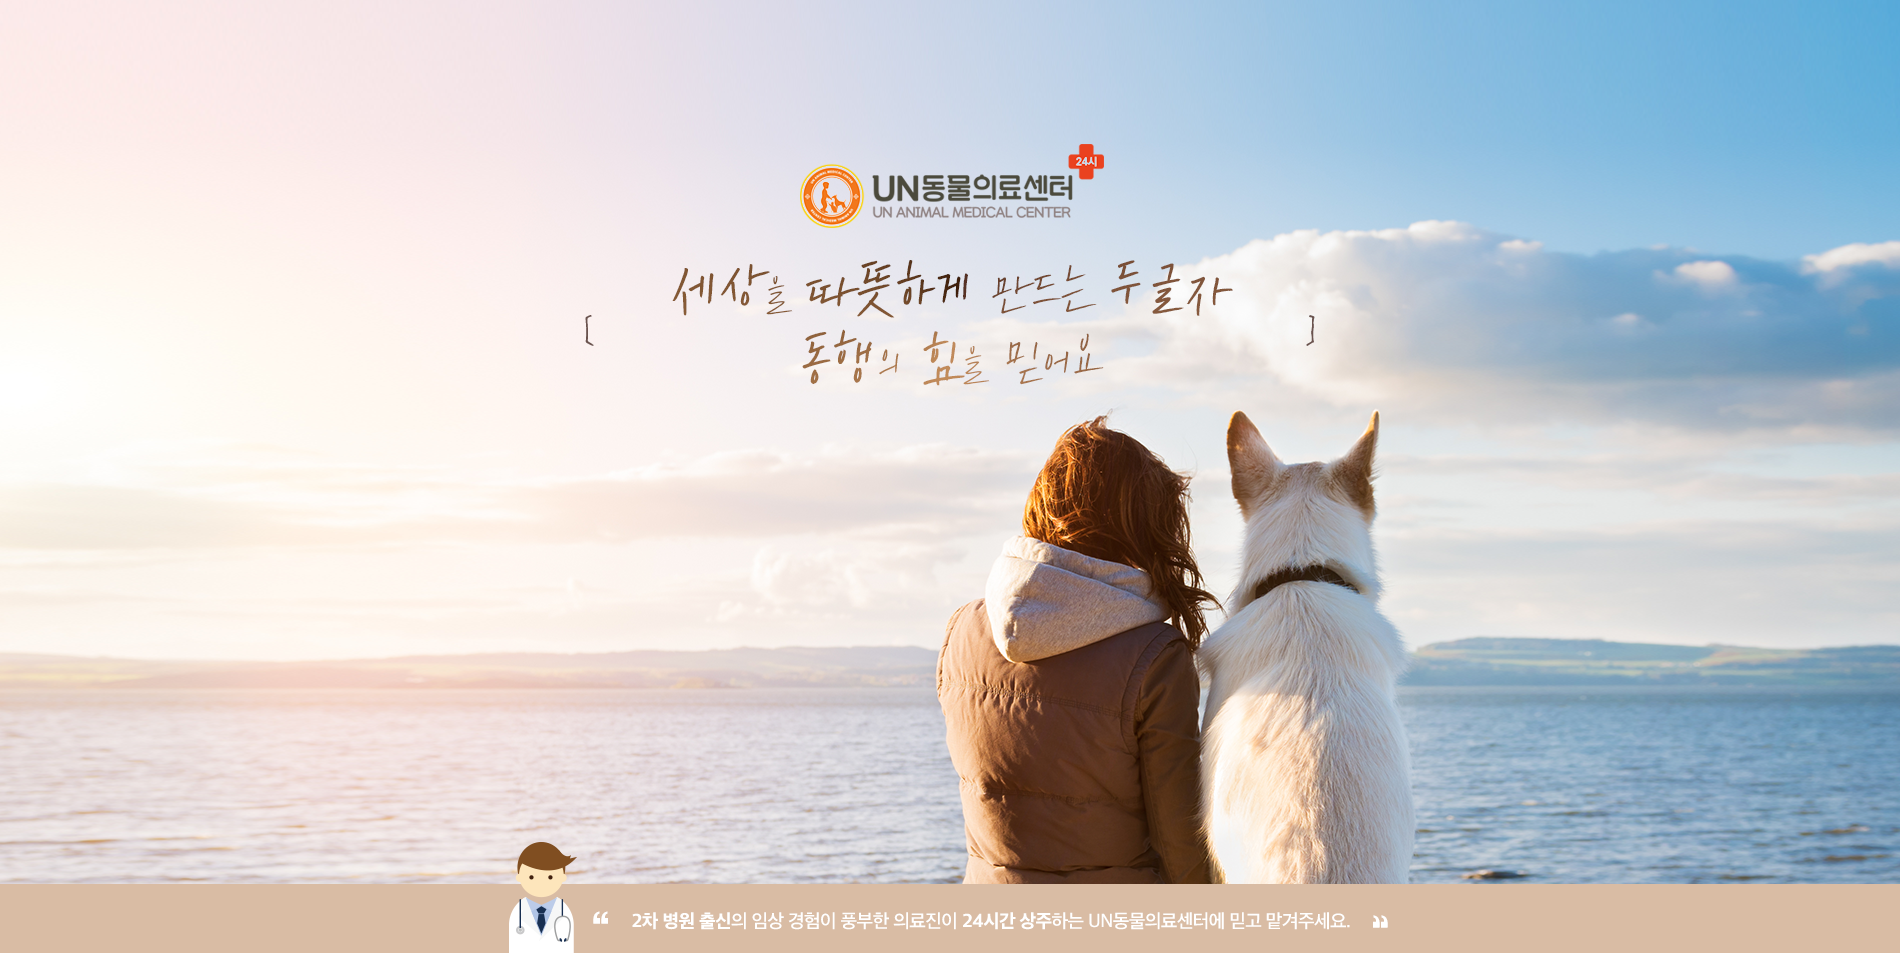 24시
UN동물의료센터
UN ANIMAL MEDICAL CENTER
[ 세상을 따뜻하게 만드는 두글자
동행의 힘을 믿어요 ]
“ 2차 병원 출신의 임상 경험이 풍부한 의료진이 24시간 상주하는 UN동물의료센터에 믿고 맡겨주세요. ”